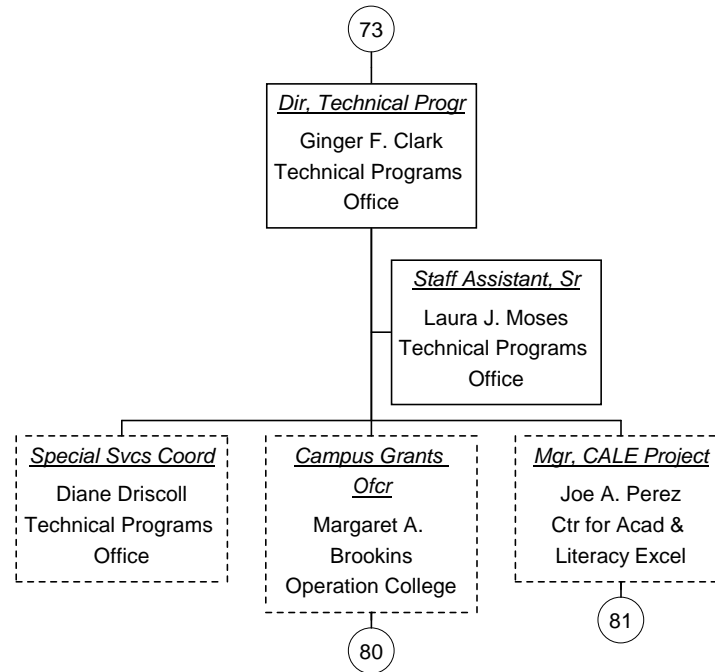 73
Dir, Technical Progr
Ginger F. Clark
Technical Programs
Office
Staff Assistant, Sr
Laura J. Moses
Technical Programs
Office
Special Svcs Coord
Diane Driscoll
Technical Programs
Office
Campus Grants
Ofcr
Margaret A.
Brookins
Operation College
80
Mgr, CALE Project
Joe A. Perez
Ctr for Acad &
Literacy Excel
81